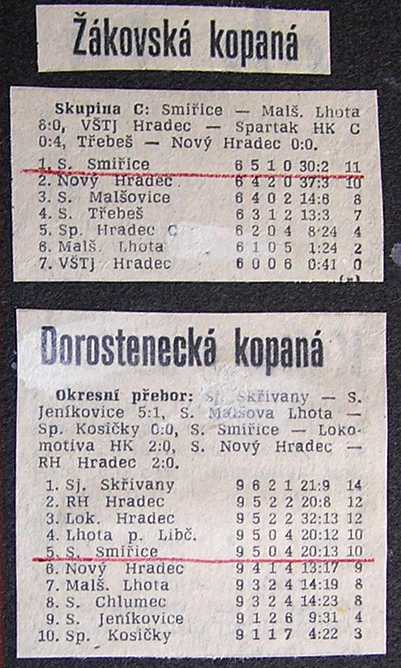 Žákovská kopaná
Skupina C: Smiřice — Malš. Lhota
8:0, VŠTJ Hradec — Spartak HK C
0:4, Třebeš — Nový Hradec 0:0.
1. S. Smiřice 6 5 1 0 30:2 11
2. Nový Hradec 6 4 2 0 37:3 10
3. S. Malšovice 6 4 0 2 14:6 8
4. S. Třebeš 6 3 1 2 13:3 7
5. Sp. Hradec C 6 2 0 4 8:24 4
6. Malš. Lhota 6 1 0 5 1:24 2
7. VŠTJ Hradec 6 0 0 6 0:41 0
Dorostenecká kopaná
Okresní přebor: Sj. Skřivany — S.
Jeníkovice 5:1, S. Malšova Lhota —
Sp. Kosičky 0:0, S. Smiřice — Loko-
motiva HK 2:0, S. Nový Hradec —
RH Hradec 2:0.
1. Sj. Skřivany 9 6 2 1 21:9 14
2. RH Hradec 9 5 2 2 20:8 12
3. Lok. Hradec 9 5 2 2 32:13 12
4. Lhota p. Libč. 9 5 0 4 20:12 10
5. S. Smiřice 9 5 0 4 20:13 10
6. Nový Hradec 9 4 1 4 13:17 9
7. Malš. Lhota 9 3 2 4 14:19 8
8. S. Chlumec 9 3 2 4 14:23 8
9. S. Jeníkovice 9 1 2 6 9:31 4
10. Sp. Kosičky 9 1 1 7 4:22 3